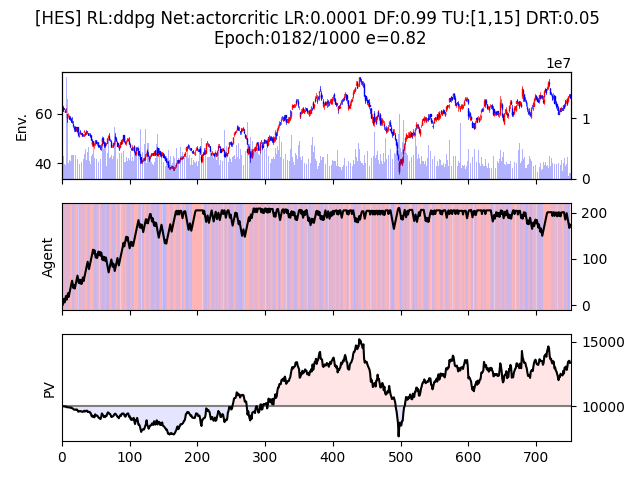 [HES] RL:ddpg Net:actorcritic LR:0.0001 DF:0.99 TU:[1,15] DRT:0.05
Epoch:0182/1000 e=0.82
1e7
Env.
60
40
1
0
Agent
200
100
0
PV
15000
10000
0 100 200 300 400 500 600 700